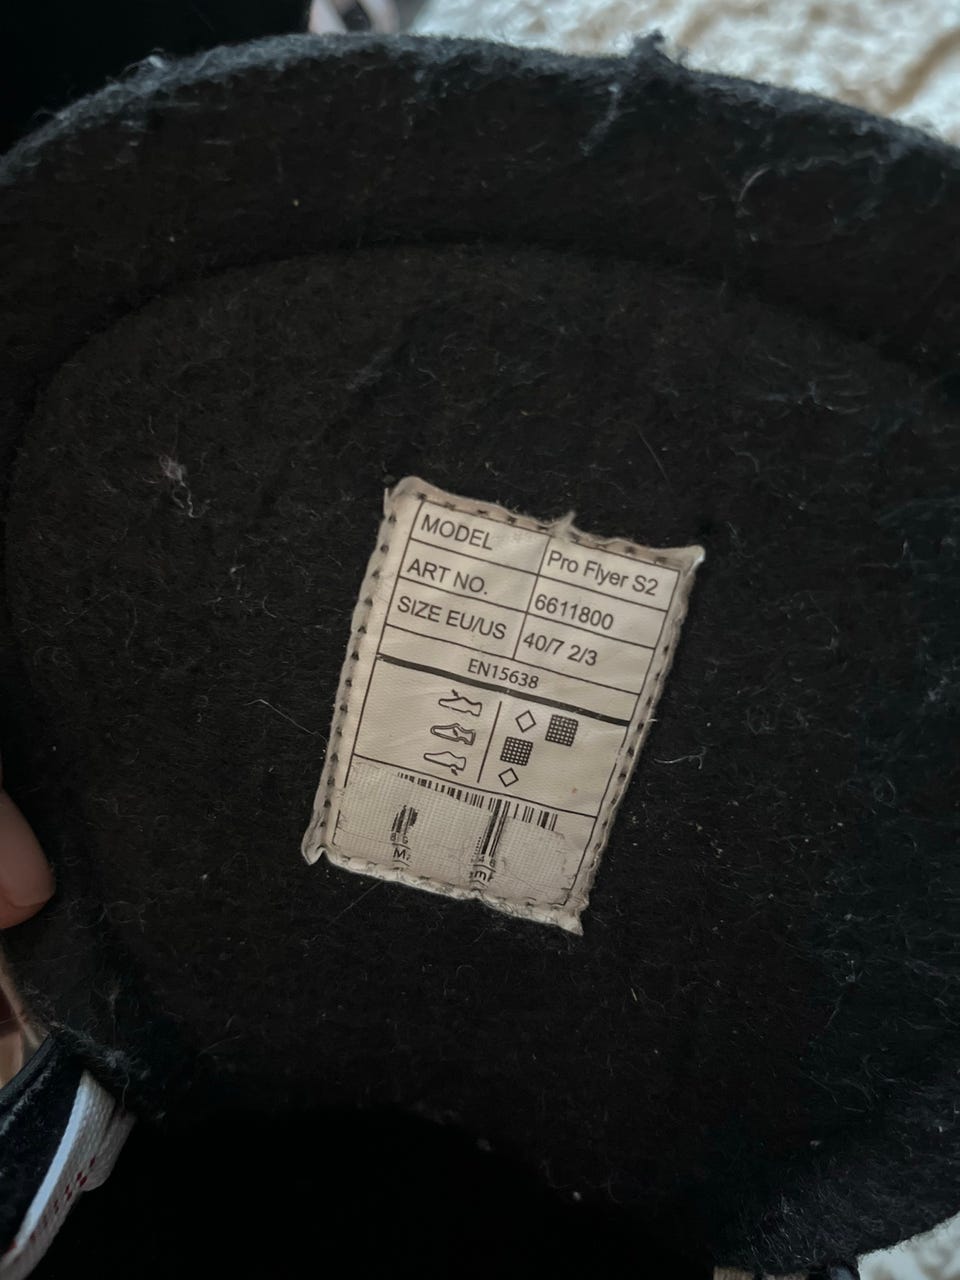 MODEL Pro Flyer S2
ART NO. 6611800
SIZE EU/US 40/7 2/3
EN15638